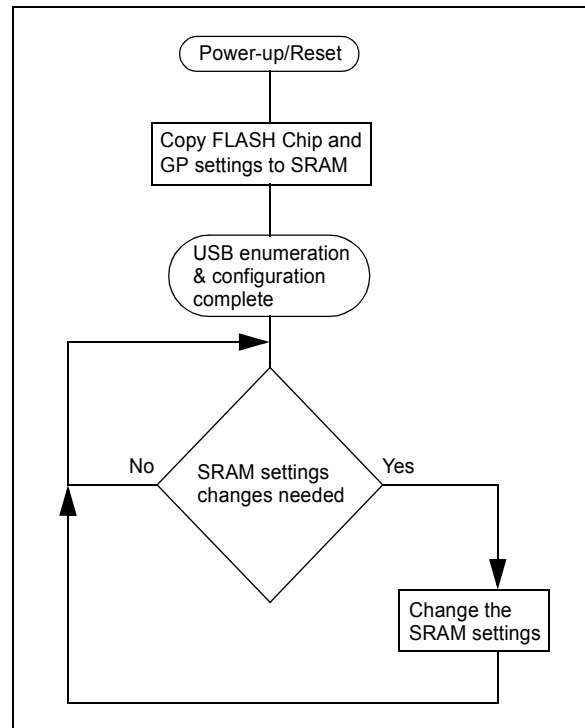 Power-up/Reset
Copy FLASH Chip and
GP settings to SRAM
USB enumeration
& configuration
complete
No
SRAM settings
changes needed
Yes
Change the
SRAM settings